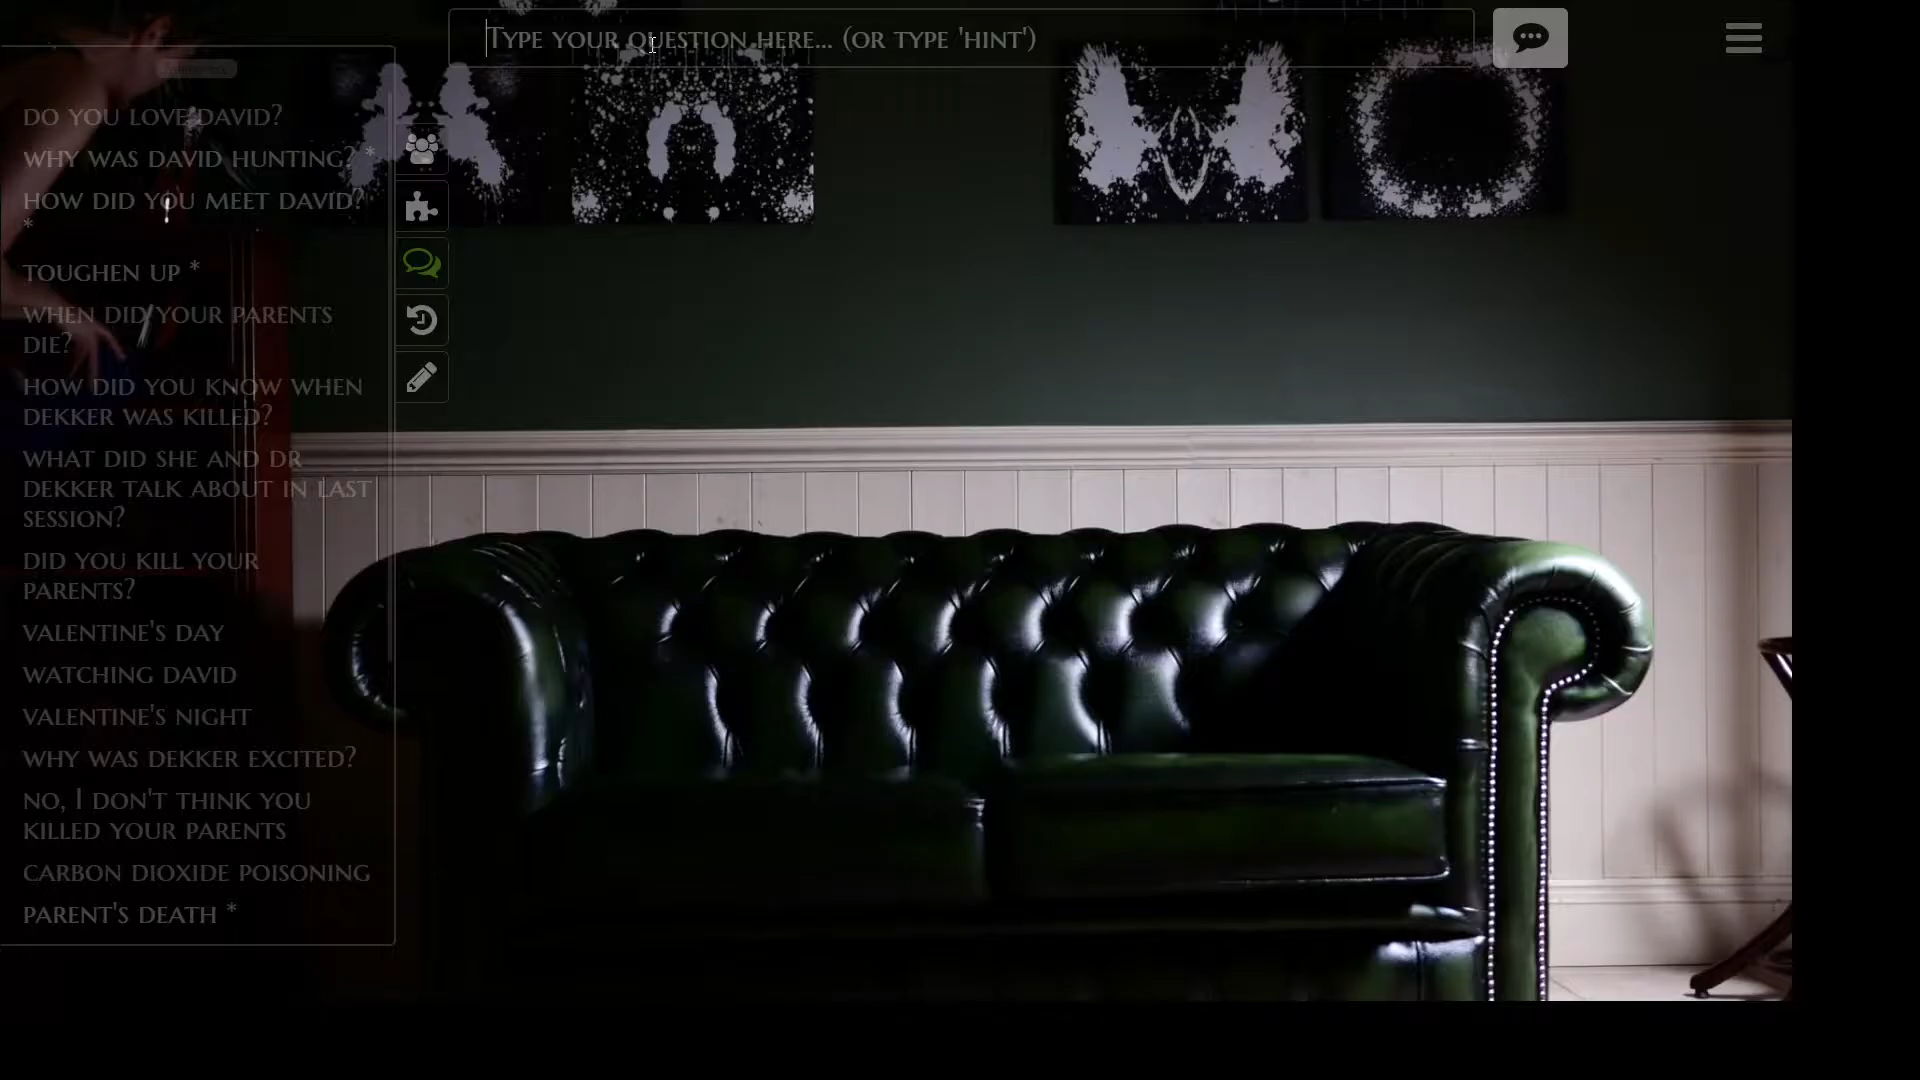 Type your question here... (or type 'hint')
DO YOU LOVE DAVID?
WHY WAS DAVID HUNTING? *
HOW DID YOU MEET DAVID?
*
TOUGHEN UP *
WHEN DID YOUR PARENTS
DIE?
HOW DID YOU KNOW WHEN
DEKKER WAS KILLED?
WHAT DID SHE AND DR
DEKKER TALK ABOUT IN LAST
SESSION?
DID YOU KILL YOUR
PARENTS?
VALENTINE'S DAY
WATCHING DAVID
VALENTINE'S NIGHT
WHY WAS DEKKER EXCITED?
NO, I DON'T THINK YOU
KILLED YOUR PARENTS
CARBON DIOXIDE POISONING
PARENT'S DEATH *